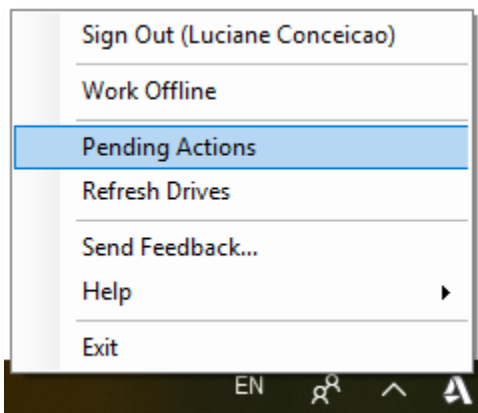 Sign Out (Luciane Conceicao)
Work Offline
Pending Actions
Refresh Drives
Send Feedback...
Help
Exit
EN